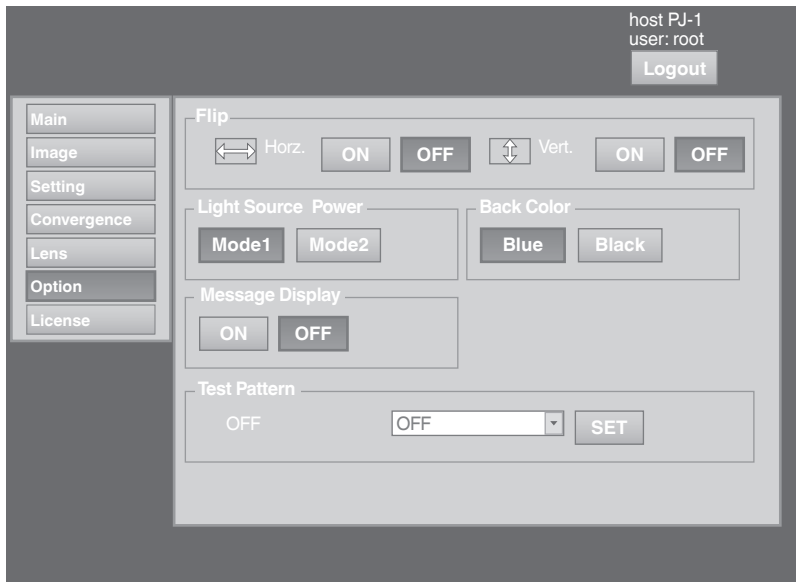 host PJ-1
user: root
Logout
Main
Image
Setting
Convergence
Lens
Option
License
Flip
Horz. ON OFF Vert. ON OFF
Light Source Power
Mode1 Mode2
Back Color
Blue Black
Message Display
ON OFF
Test Pattern
OFF OFF SET